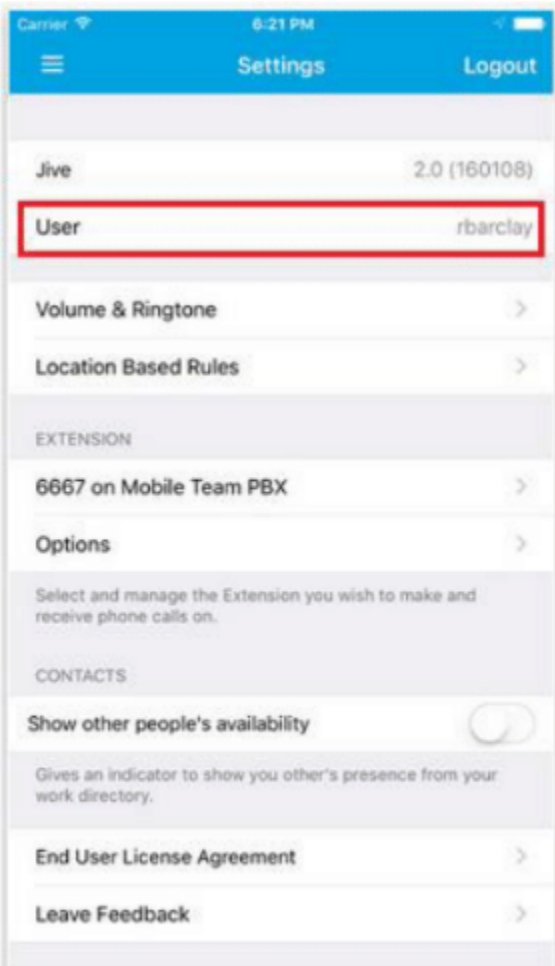 Carrier 6:21 PM
Settings Logout
Jive 2.0 (160108)
User rbarclay
Volume & Ringtone
Location Based Rules
EXTENSION
6667 on Mobile Team PBX
Options
Select and manage the Extension you wish to make and
receive phone calls on.
CONTACTS
Show other people's availability
Gives an indicator to show you other's presence from your
work directory.
End User License Agreement
Leave Feedback